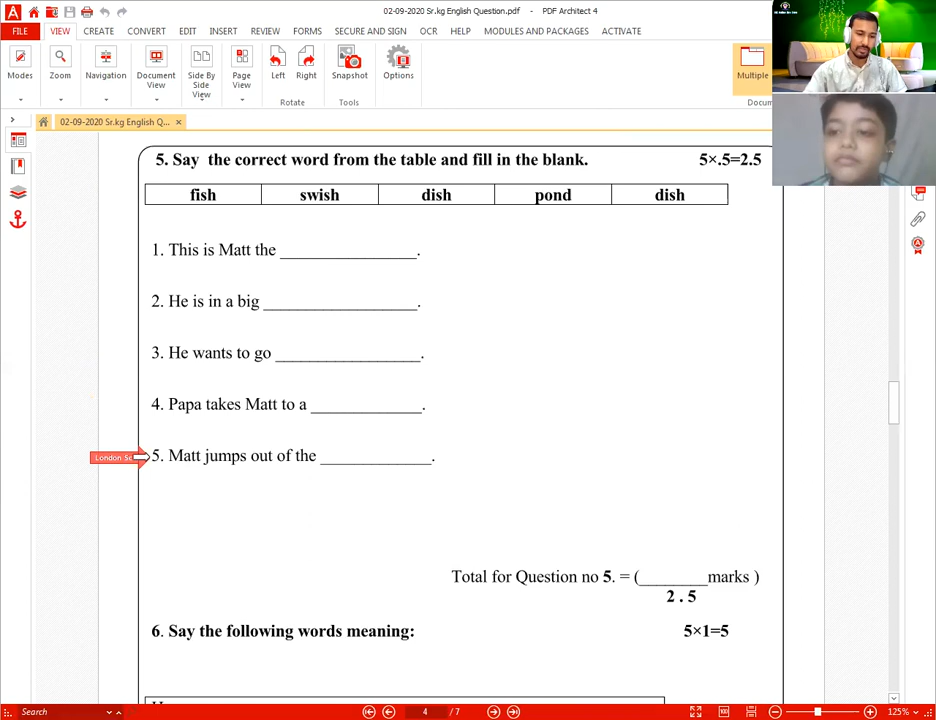 02-09-2020 Sr.kg English Question.pdf - PDF Architect 4
FILE VIEW CREATE CONVERT EDIT INSERT REVIEW FORMS SECURE AND SIGN OCR HELP MODULES AND PACKAGES ACTIVATE
Modes Zoom Navigation Document View Side By Side View Page View Left Right Snapshot Options Multiple
Rotate Tools Docum
02-09-2020 Sr.kg English Q... ×
5. Say the correct word from the table and fill in the blank. 5×.5=2.5
fish swish dish pond dish
1. This is Matt the _______________.
2. He is in a big _________________.
3. He wants to go ________________.
4. Papa takes Matt to a ____________.
London Se 5. Matt jumps out of the ____________.
Total for Question no 5. = (________marks )
2 . 5
6. Say the following words meaning: 5×1=5
Search 4 / 7 125%